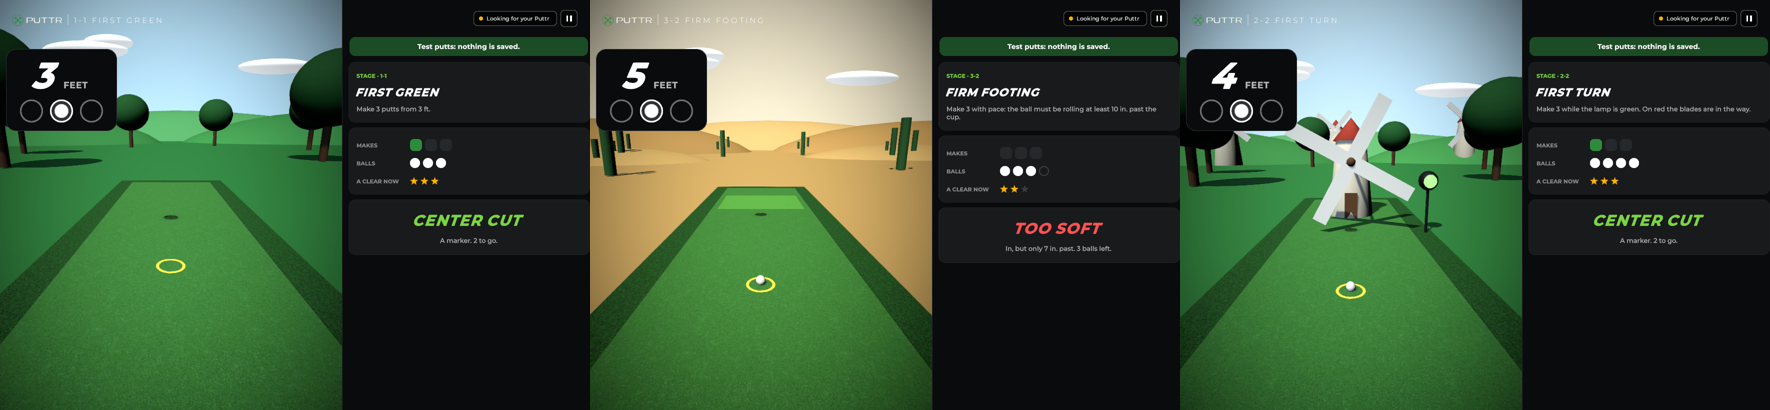 PUTTR | 1-1 FIRST GREEN
3 FEET
Looking for your Puttr
Test putts: nothing is saved.
STAGE · 1-1
FIRST GREEN
Make 3 putts from 3 ft.
MAKES
BALLS
A CLEAR NOW
CENTER CUT
A marker. 2 to go.
PUTTR | 3-2 FIRM FOOTING
5 FEET
Looking for your Puttr
Test putts: nothing is saved.
STAGE · 3-2
FIRM FOOTING
Make 3 with pace: the ball must be rolling at least 10 in. past the
cup.
MAKES
BALLS
A CLEAR NOW
TOO SOFT
In, but only 7 in. past. 3 balls left.
PUTTR | 2-2 FIRST TURN
4 FEET
Looking for your Puttr
Test putts: nothing is saved.
STAGE · 2-2
FIRST TURN
Make 3 while the lamp is green. On red the blades are in the way.
MAKES
BALLS
A CLEAR NOW
CENTER CUT
A marker. 2 to go.